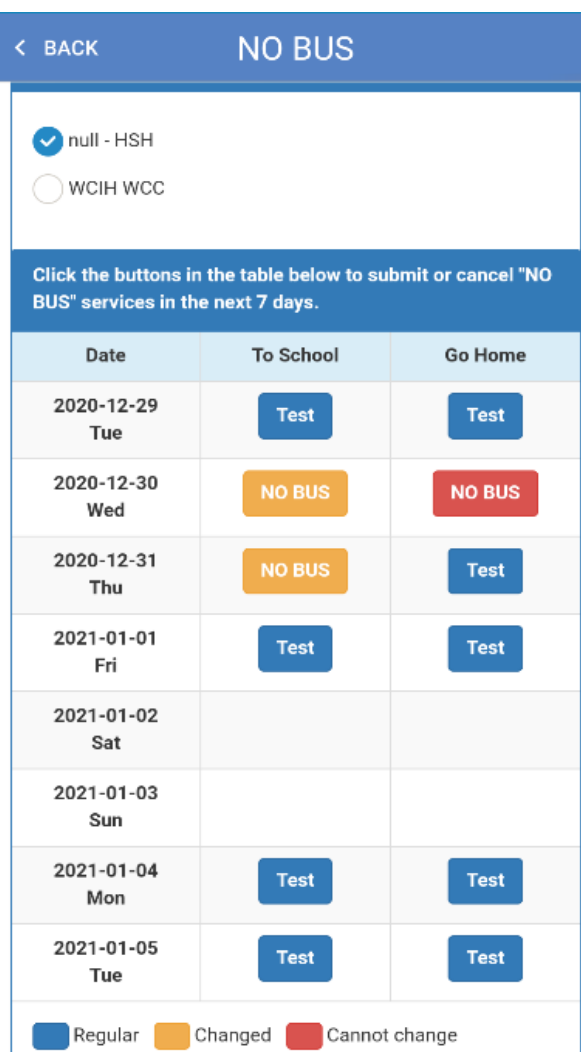 BACK NO BUS
null - HSH
WCIH WCC
Click the buttons in the table below to submit or cancel "NO
BUS" services in the next 7 days.
Date To School Go Home
2020-12-29
Tue
Test Test
2020-12-30
Wed
NO BUS NO BUS
2020-12-31
Thu
NO BUS Test
2021-01-01
Fri
Test Test
2021-01-02
Sat
2021-01-03
Sun
2021-01-04
Mon
Test Test
2021-01-05
Tue
Test Test
Regular Changed Cannot change